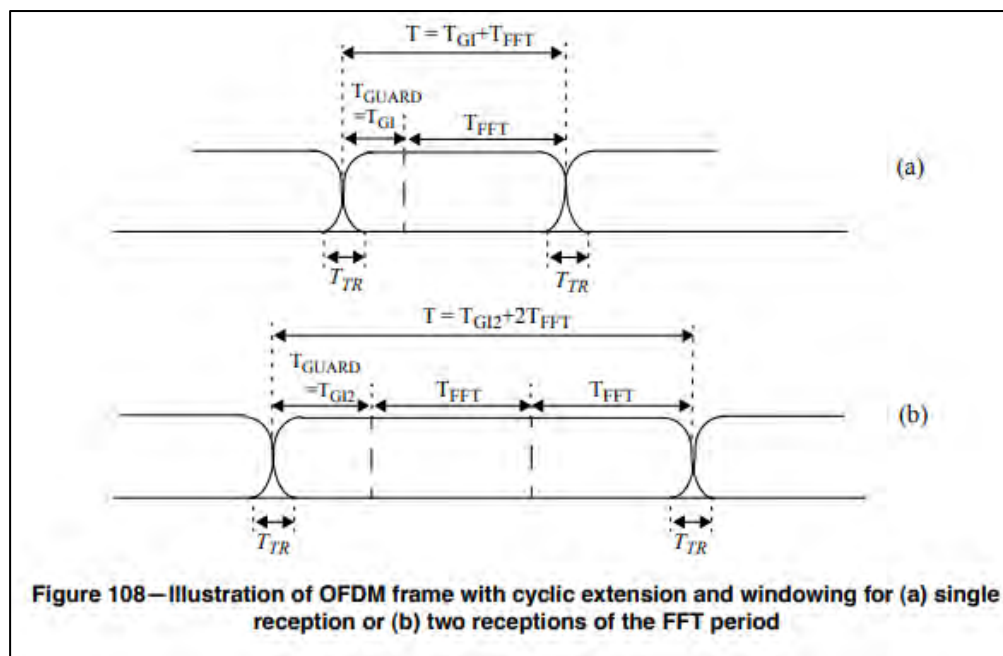 T = TGI+TFFT
TGUARD
=TGI
TFFT
(a)
TTR
TTR
T = TGI2+2TFFT
TGUARD
=TGI2
TFFT
TFFT
(b)
TTR
TTR
Figure 108—Illustration of OFDM frame with cyclic extension and windowing for (a) single
reception or (b) two receptions of the FFT period